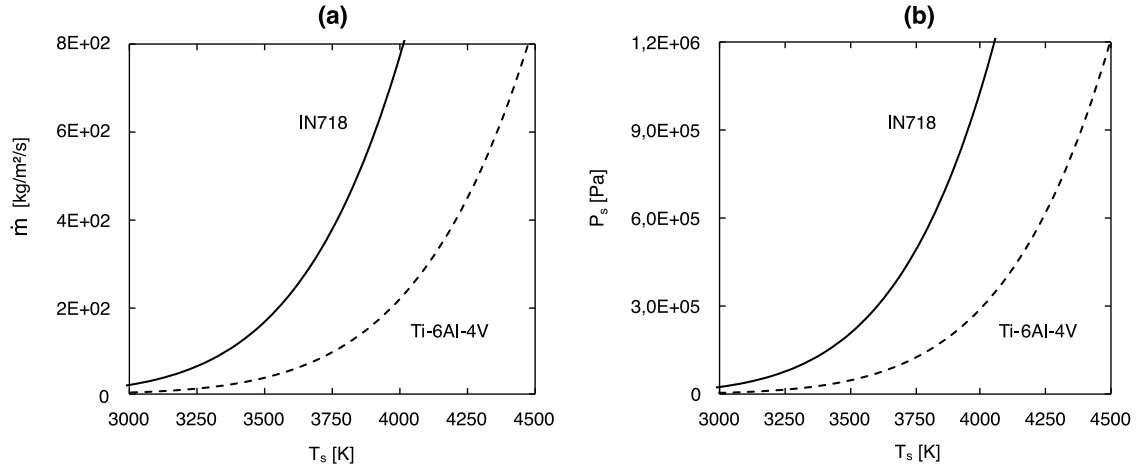 (a)
8E+02
6E+02
4E+02
2E+02
0
ṁ [kg/m²/s]
IN718
Ti-6Al-4V
3000 3250 3500 3750 4000 4250 4500
Tₛ [K]
(b)
1,2E+06
9,0E+05
6,0E+05
3,0E+05
0
Pₛ [Pa]
IN718
Ti-6Al-4V
3000 3250 3500 3750 4000 4250 4500
Tₛ [K]